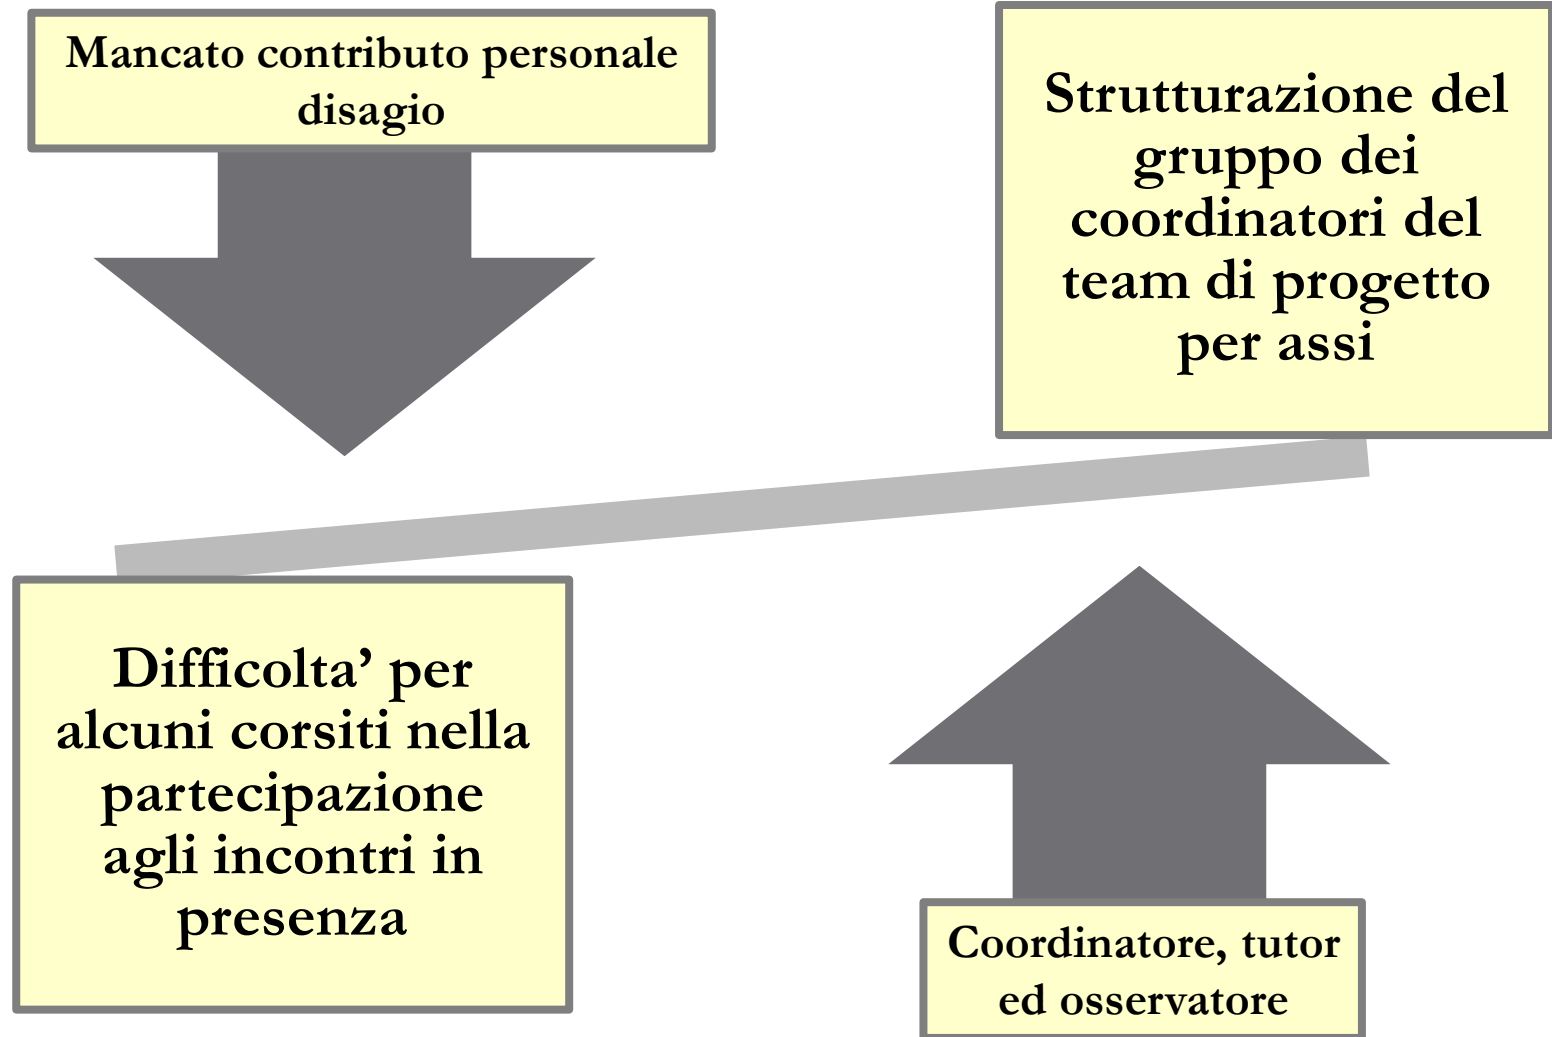 Mancato contributo personale
disagio
Strutturazione del
gruppo dei
coordinatori del
team di progetto
per assi
Difficolta’ per
alcuni corsiti nella
partecipazione
agli incontri in
presenza
Coordinatore, tutor
ed osservatore